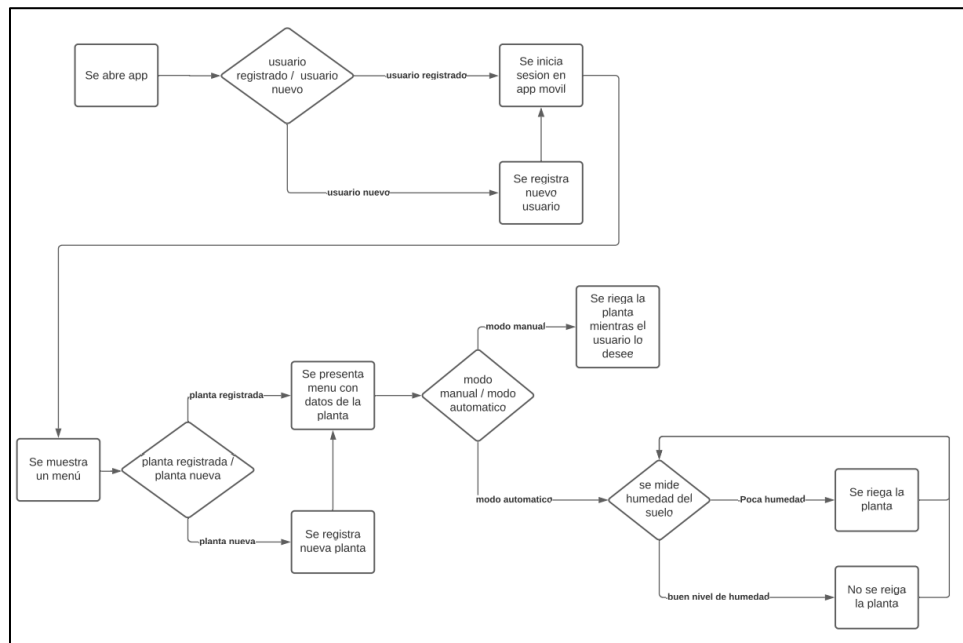 Se abre app
usuario
registrado / usuario
nuevo
usuario registrado
Se inicia
sesion en
app movil
usuario nuevo
Se registra
nuevo
usuario
Se muestra
un menú
planta registrada /
planta nueva
planta registrada
Se presenta
menu con
datos de la
planta
planta nueva
Se registra
nueva planta
modo
manual / modo
automatico
modo manual
Se riega la
planta
mientras el
usuario lo
desee
modo automatico
se mide
humedad del
suelo
Poca humedad
Se riega la
planta
buen nivel de humedad
No se reiga
la planta